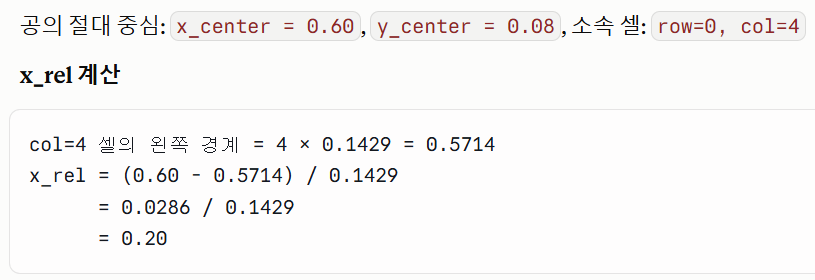 공의 절대 중심: x_center = 0.60, y_center = 0.08, 소속 셀: row=0, col=4
x_rel 계산
col=4 셀의 왼쪽 경계 = 4 × 0.1429 = 0.5714
x_rel = (0.60 - 0.5714) / 0.1429
= 0.0286 / 0.1429
= 0.20